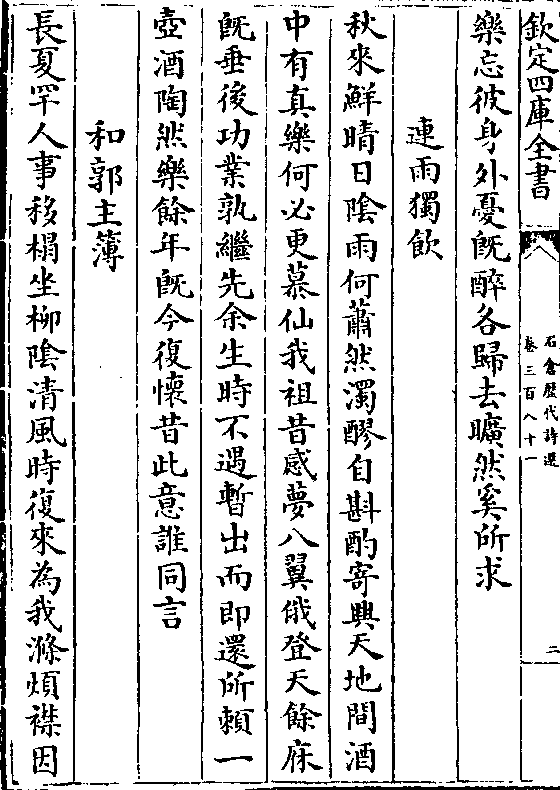 欽定四庫全書
石倉歷代詩選
卷三百八十一
二
樂忘彼身外憂既醉各歸去曠然奚所求
連雨獨飲
秋來鮮晴日陰雨何蕭然濁醪自斟酌寄興天地間酒
中有真樂何必更慕仙我祖昔感夢八翼俄登天餘庥
既垂後功業孰繼先余生時不遇暫出而即還所頼一
壺酒陶然樂餘年既今復懷昔此意誰同言
和郭主簿
長夏罕人事移榻坐柳陰清風時復來為我滌煩襟因